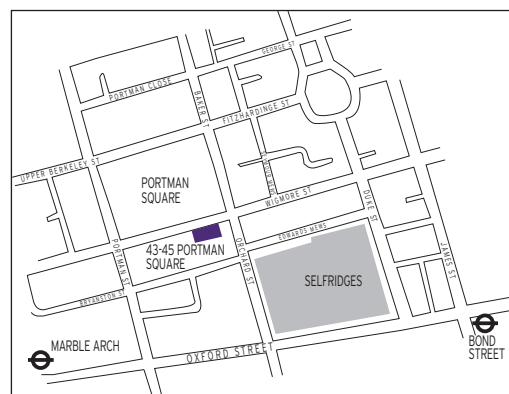 GEORGE ST
PORTMAN CLOSE
BAKER ST
FITZHARDINGE ST
UPPER BERKELEY ST
SEYMOUR MEWS
PORTMAN
SQUARE
WIGMORE ST
DUKE ST
EDWARDS MEWS
PORTMAN ST
43-45 PORTMAN
SQUARE
ORCHARD ST
JAMES ST
SELFRIDGES
BRYANSTON ST
MARBLE ARCH
OXFORD STREET
BOND
STREET